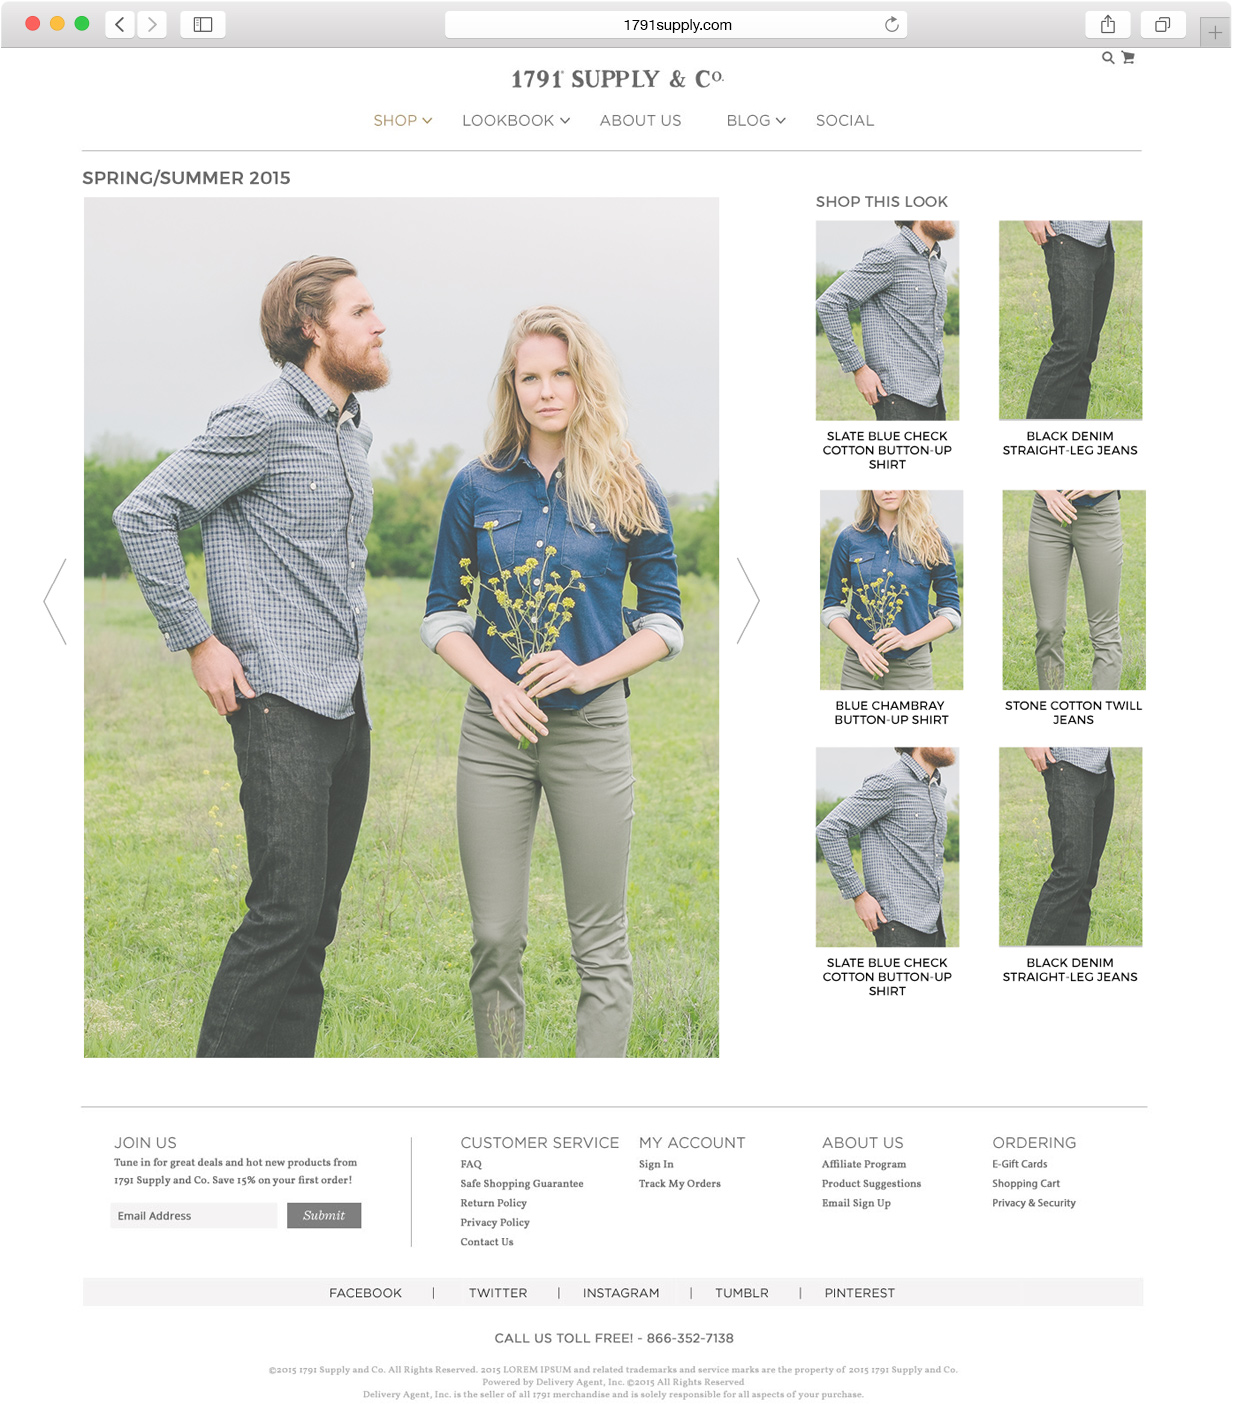 1791supply.com
1791® SUPPLY & CO.
SHOP LOOKBOOK ABOUT US BLOG SOCIAL
SPRING/SUMMER 2015
SHOP THIS LOOK
SLATE BLUE CHECK
COTTON BUTTON-UP
SHIRT
BLACK DENIM
STRAIGHT-LEG JEANS
BLUE CHAMBRAY
BUTTON-UP SHIRT
STONE COTTON TWILL
JEANS
SLATE BLUE CHECK
COTTON BUTTON-UP
SHIRT
BLACK DENIM
STRAIGHT-LEG JEANS
JOIN US
Tune in for great deals and hot new products from
1791 Supply and Co. Save 15% on your first order!
Email Address
Submit
CUSTOMER SERVICE
FAQ
Safe Shopping Guarantee
Return Policy
Privacy Policy
Contact Us
MY ACCOUNT
Sign In
Track My Orders
ABOUT US
Affiliate Program
Product Suggestions
Email Sign Up
ORDERING
E-Gift Cards
Shopping Cart
Privacy & Security
FACEBOOK | TWITTER | INSTAGRAM | TUMBLR | PINTEREST
CALL US TOLL FREE! - 866-352-7138
©2015 1791 Supply and Co. All Rights Reserved. 2015 LOREM IPSUM and related trademarks and service marks are the property of 2015 1791 Supply and Co.
Powered by Delivery Agent, Inc. ©2015 All Rights Reserved
Delivery Agent, Inc. is the seller of all 1791 merchandise and is solely responsible for all aspects of your purchase.